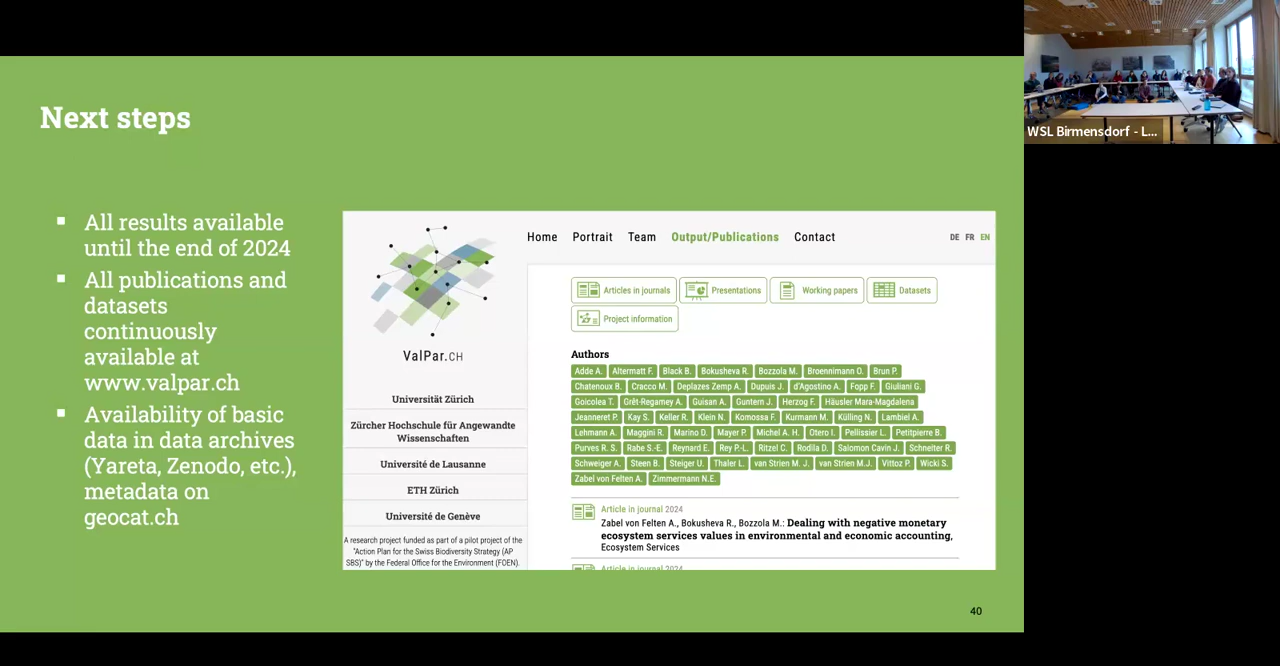 Next steps
All results available
until the end of 2024
All publications and
datasets
continuously
available at
www.valpar.ch
Availability of basic
data in data archives
(Yareta, Zenodo, etc.),
metadata on
geocat.ch
ValPar.CH
Universität Zürich
Zürcher Hochschule für Angewandte
Wissenschaften
Université de Lausanne
ETH Zürich
Université de Genève
A research project funded as part of a pilot project of the
"Action Plan for the Swiss Biodiversity Strategy (AP
SBS)" by the Federal Office for the Environment (FOEN).
Home Portrait Team Output/Publications Contact DE FR EN
Articles in journals Presentations Working papers Datasets
Project information
Authors
Adde A. Altermatt F. Black B. Bokusheva R. Bozzola M. Broennimann O. Brun P.
Chatenoux B. Cracco M. Deplazes Zemp A. Dupuis J. d'Agostino A. Fopp F. Giuliani G.
Goicolea T. Grêt-Regamey A. Guisan A. Guntern J. Herzog F. Häusler Mara-Magdalena
Jeanneret P. Kay S. Keller R. Klein N. Komossa F. Kurmann M. Külling N. Lambiel A.
Lehmann A. Maggini R. Marino D. Mayer P. Michel A. H. Otero I. Pellissier L. Petitpierre B.
Purves R. S. Rabe S.-E. Reynard E. Rey P.-L. Ritzel C. Rodila D. Salomon Cavin J. Schneiter R.
Schweiger A. Steen B. Steiger U. Thaler L. van Strien M. J. van Strien M.J. Vittoz P. Wicki S.
Zabel von Felten A. Zimmermann N.E.
Article in journal 2024
Zabel von Felten A., Bokusheva R., Bozzola M.: Dealing with negative monetary
ecosystem services values in environmental and economic accounting,
Ecosystem Services
Article in journal 2024
40
WSL Birmensdorf - L...